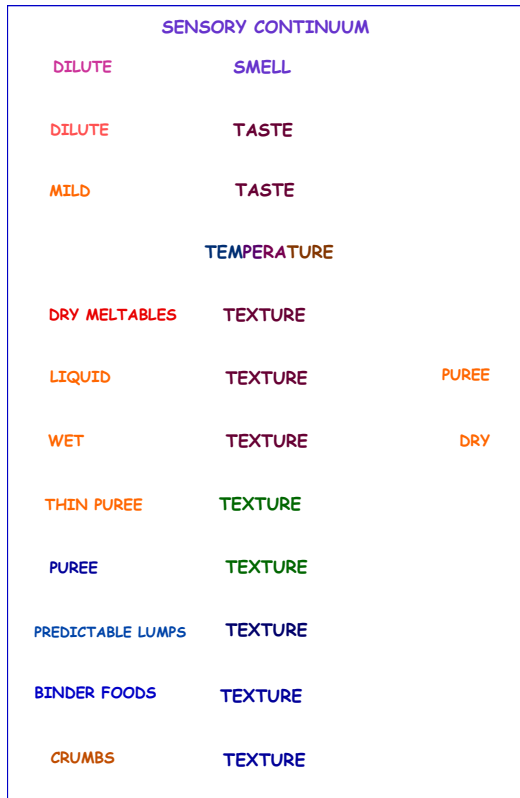 SENSORY CONTINUUM
DILUTE SMELL
DILUTE TASTE
MILD TASTE
TEMPERATURE
DRY MELTABLES TEXTURE
LIQUID TEXTURE PUREE
WET TEXTURE DRY
THIN PUREE TEXTURE
PUREE TEXTURE
PREDICTABLE LUMPS TEXTURE
BINDER FOODS TEXTURE
CRUMBS TEXTURE